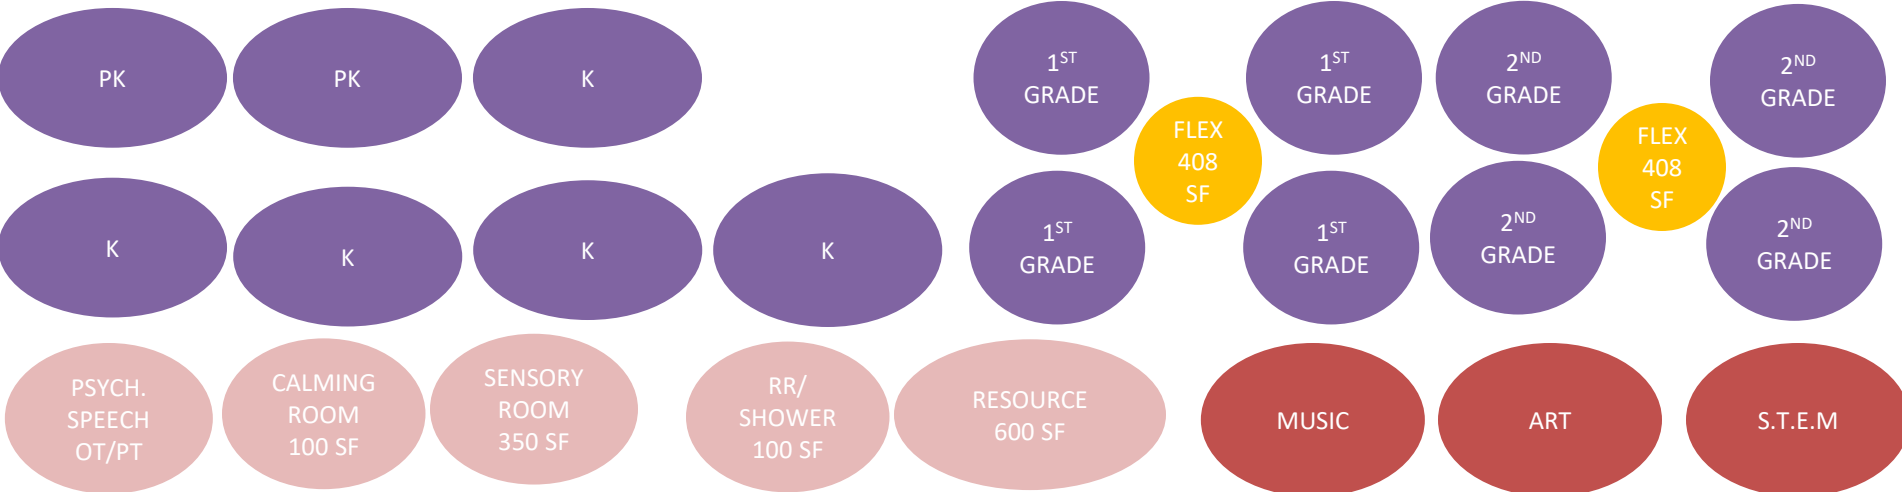 PK
PK
K
1ST
GRADE
1ST
GRADE
2ND
GRADE
2ND
GRADE
FLEX
408
SF
FLEX
408
SF
K
K
K
K
1ST
GRADE
1ST
GRADE
2ND
GRADE
2ND
GRADE
PSYCH.
SPEECH
OT/PT
CALMING
ROOM
100 SF
SENSORY
ROOM
350 SF
RR/
SHOWER
100 SF
RESOURCE
600 SF
MUSIC
ART
S.T.E.M